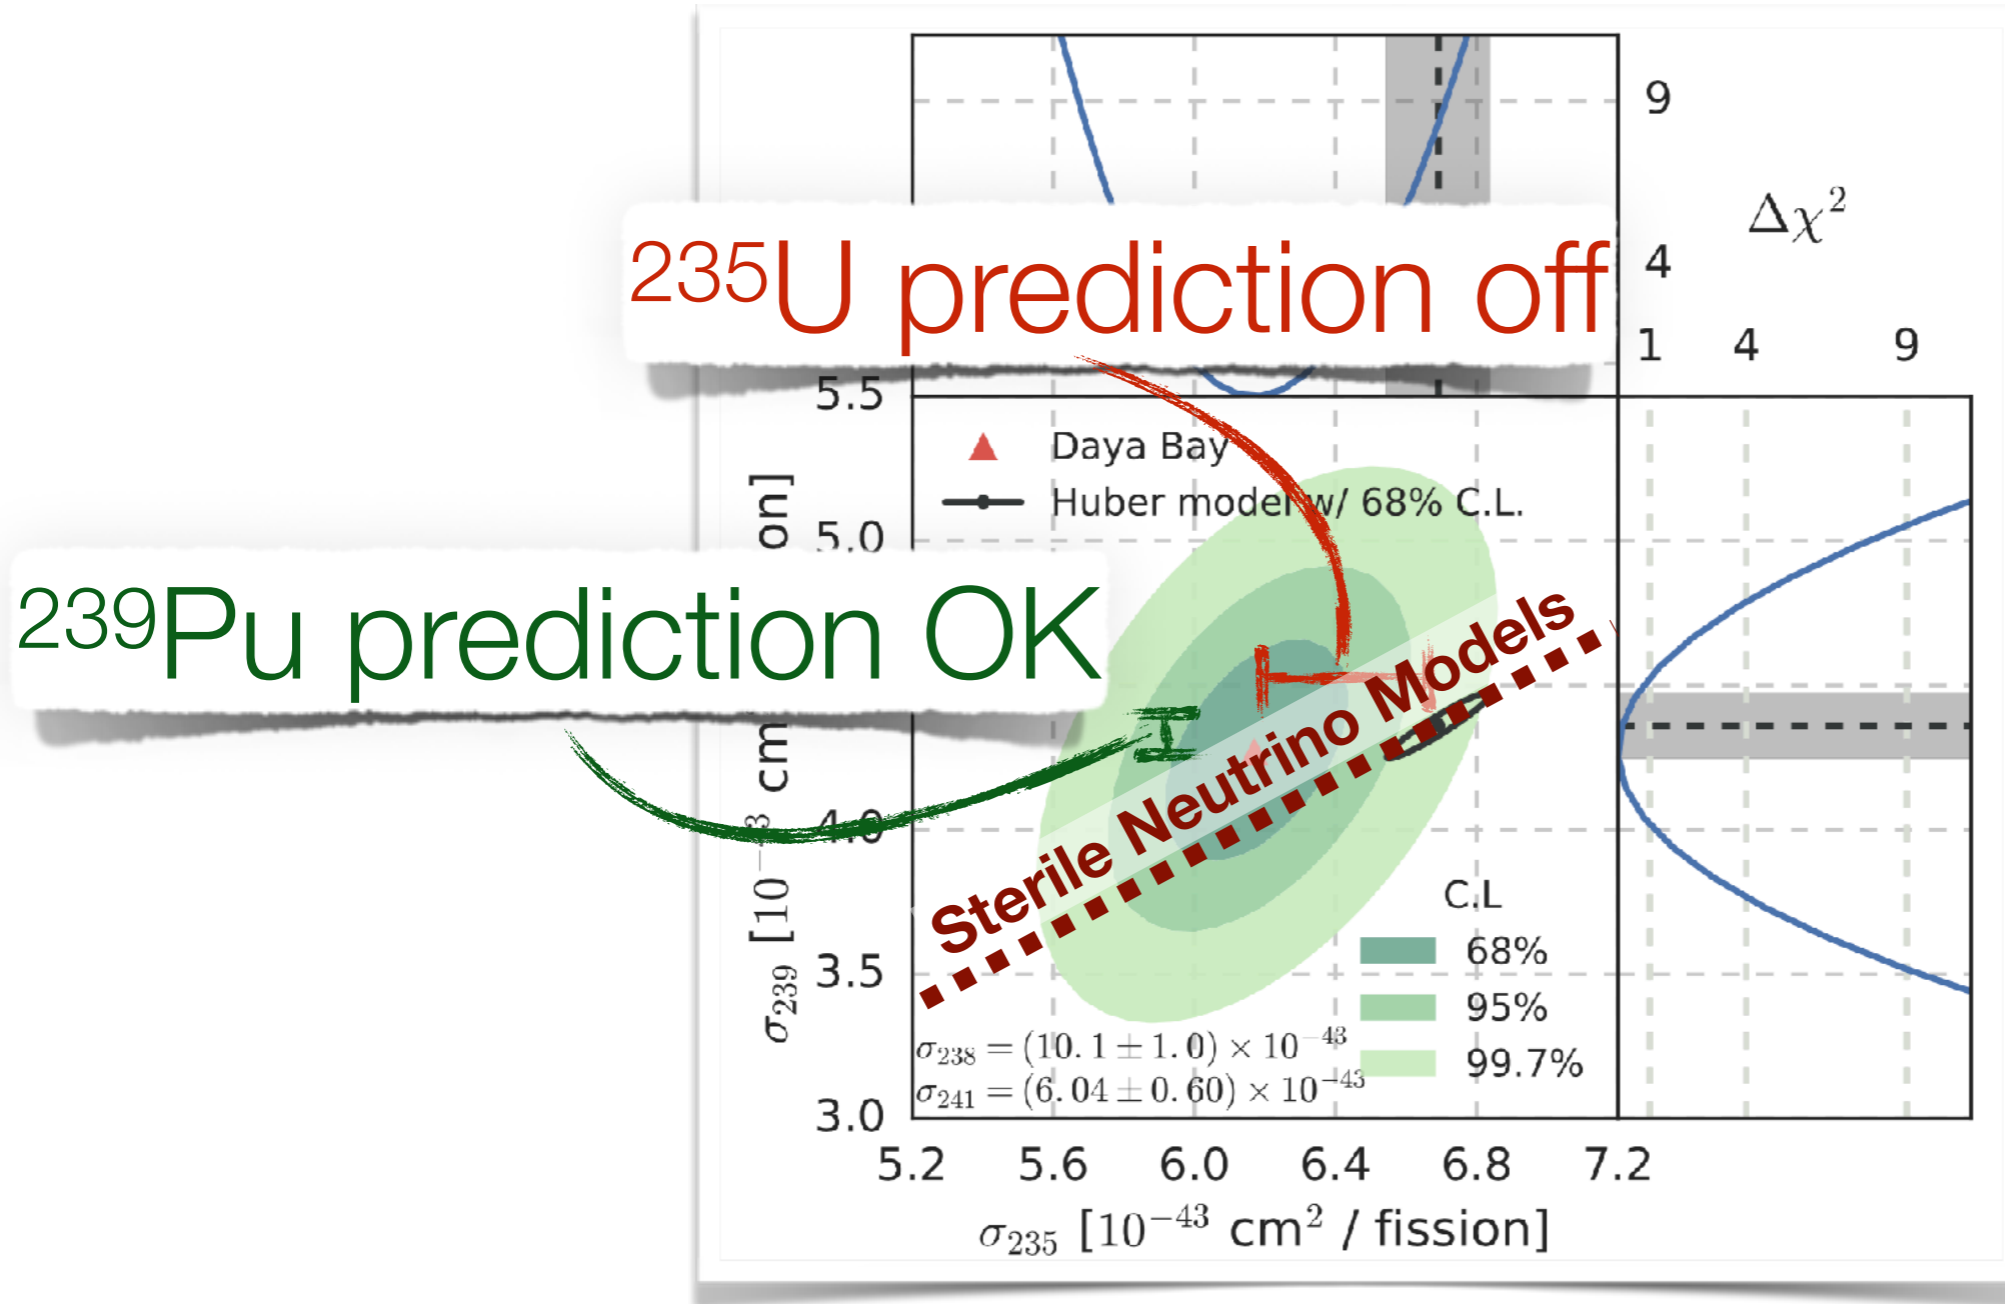 9
Δχ²
²³⁵U prediction off
4
1 4 9
5.5
Daya Bay
Huber model w/ 68% C.L.
5.0
²³⁹Pu prediction OK
Sterile Neutrino Models
4.0
C.L
68%
3.5
95%
99.7%
σ₂₃₈ = (10.1 ± 1.0) × 10⁻⁴³
σ₂₄₁ = (6.04 ± 0.60) × 10⁻⁴³
3.0
5.2 5.6 6.0 6.4 6.8 7.2
σ₂₃₅ [10⁻⁴³ cm² / fission]
σ₂₃₉